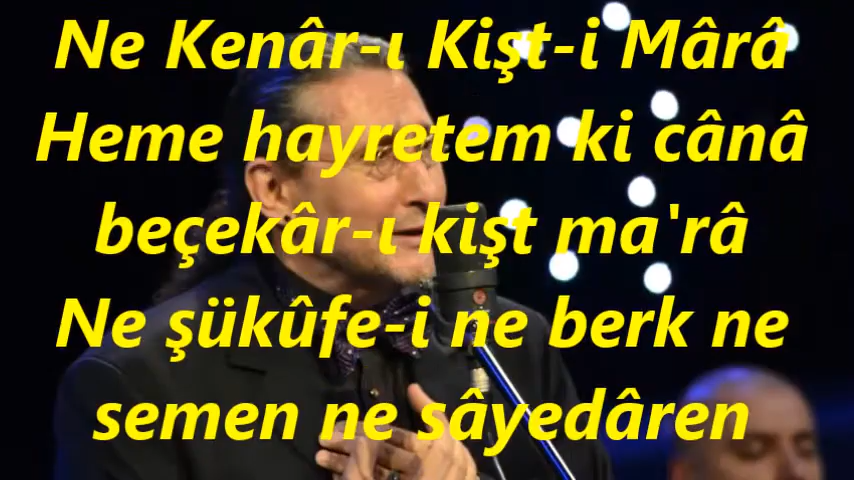 Ne Kenâr-ı Kişt-i Mârâ
Heme hayretem ki cânâ
beçekâr-ı kişt ma'râ
Ne şükûfe-i ne berk ne
semen ne sâyedâren